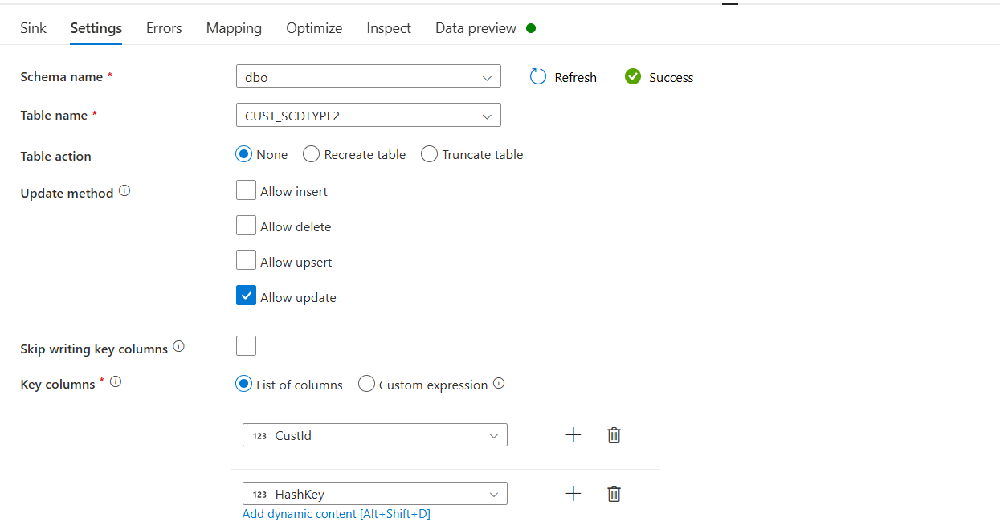 Sink Settings Errors Mapping Optimize Inspect Data preview
Schema name * dbo Refresh Success
Table name * CUST_SCDTYPE2
Table action None Recreate table Truncate table
Update method Allow insert
Allow delete
Allow upsert
Allow update
Skip writing key columns
Key columns * List of columns Custom expression
123 CustId
123 HashKey
Add dynamic content [Alt+Shift+D]